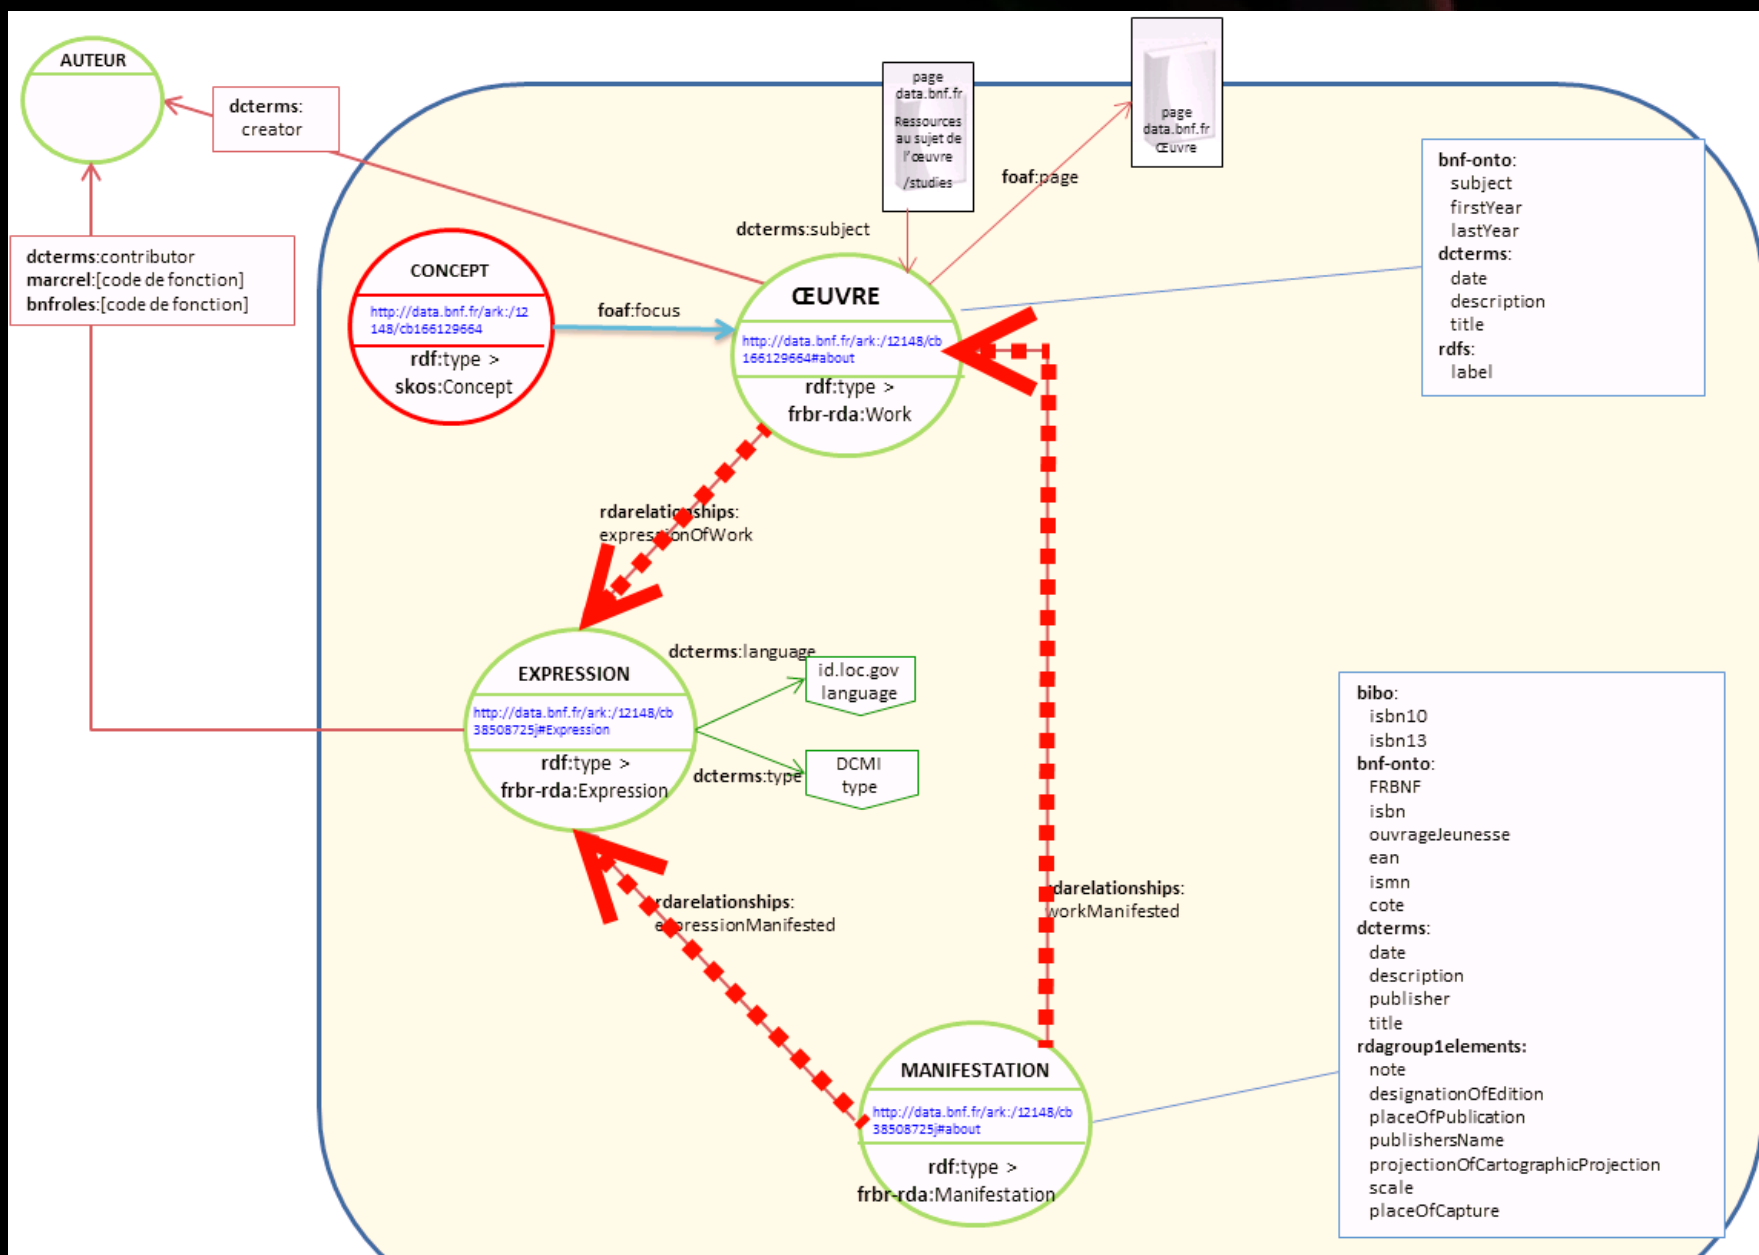 AUTEUR
dcterms:
creator
page
data.bnf.fr
Ressources
au sujet de
l'œuvre
/studies
page
data.bnf.fr
Œuvre
foaf:page
dcterms:subject
bnf-onto:
subject
firstYear
lastYear
dcterms:
date
description
title
rdfs:
label
dcterms:contributor
marcrel:[code de fonction]
bnfroles:[code de fonction]
CONCEPT
http://data.bnf.fr/ark:/12
148/cb166129664
rdf:type >
skos:Concept
foaf:focus
ŒUVRE
http://data.bnf.fr/ark:/12148/cb
166129664#about
rdf:type >
frbr-rda:Work
rdarelationships:
expressionOfWork
EXPRESSION
http://data.bnf.fr/ark:/12148/cb
38508725j#Expression
rdf:type >
frbr-rda:Expression
dcterms:language
id.loc.gov
language
dcterms:type
DCMI
type
rdarelationships:
expressionManifested
rdarelationships:
workManifested
MANIFESTATION
http://data.bnf.fr/ark:/12148/cb
38508725j#about
rdf:type >
frbr-rda:Manifestation
bibo:
isbn10
isbn13
bnf-onto:
FRBNF
isbn
ouvrageJeunesse
ean
ismn
cote
dcterms:
date
description
publisher
title
rdagroup1elements:
note
designationOfEdition
placeOfPublication
publishersName
projectionOfCartographicProjection
scale
placeOfCapture